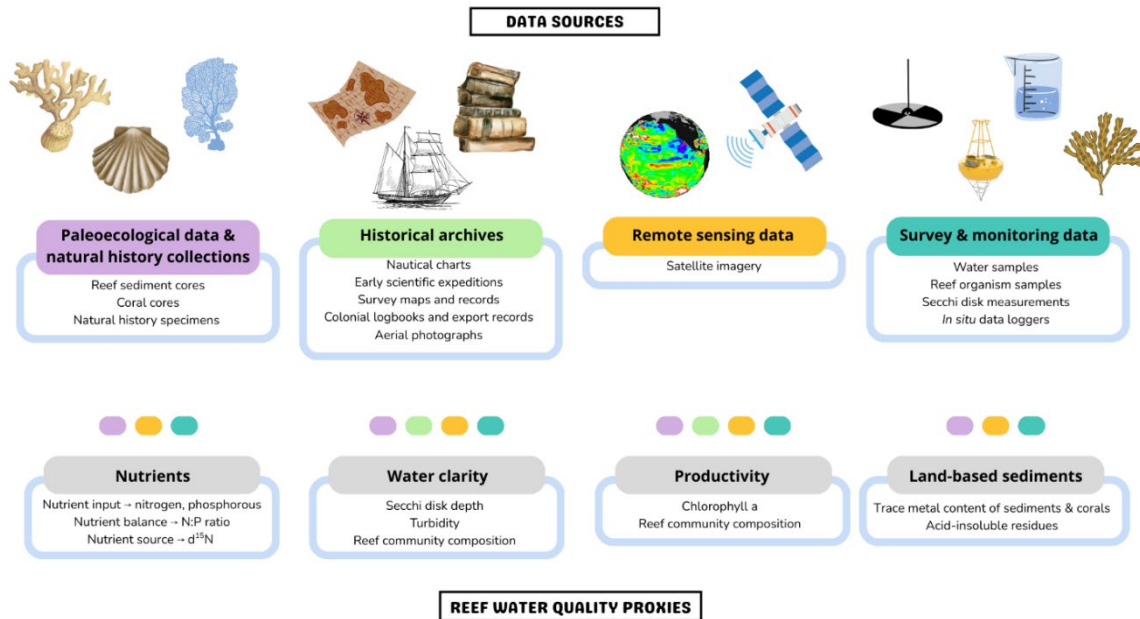 DATA SOURCES
Paleoecological data &
natural history collections
Reef sediment cores
Coral cores
Natural history specimens
Historical archives
Nautical charts
Early scientific expeditions
Survey maps and records
Colonial logbooks and export records
Aerial photographs
Remote sensing data
Satellite imagery
Survey & monitoring data
Water samples
Reef organism samples
Secchi disk measurements
In situ data loggers
Nutrients
Nutrient input → nitrogen, phosphorous
Nutrient balance → N:P ratio
Nutrient source → d¹⁵N
Water clarity
Secchi disk depth
Turbidity
Reef community composition
Productivity
Chlorophyll a
Reef community composition
Land-based sediments
Trace metal content of sediments & corals
Acid-insoluble residues
REEF WATER QUALITY PROXIES